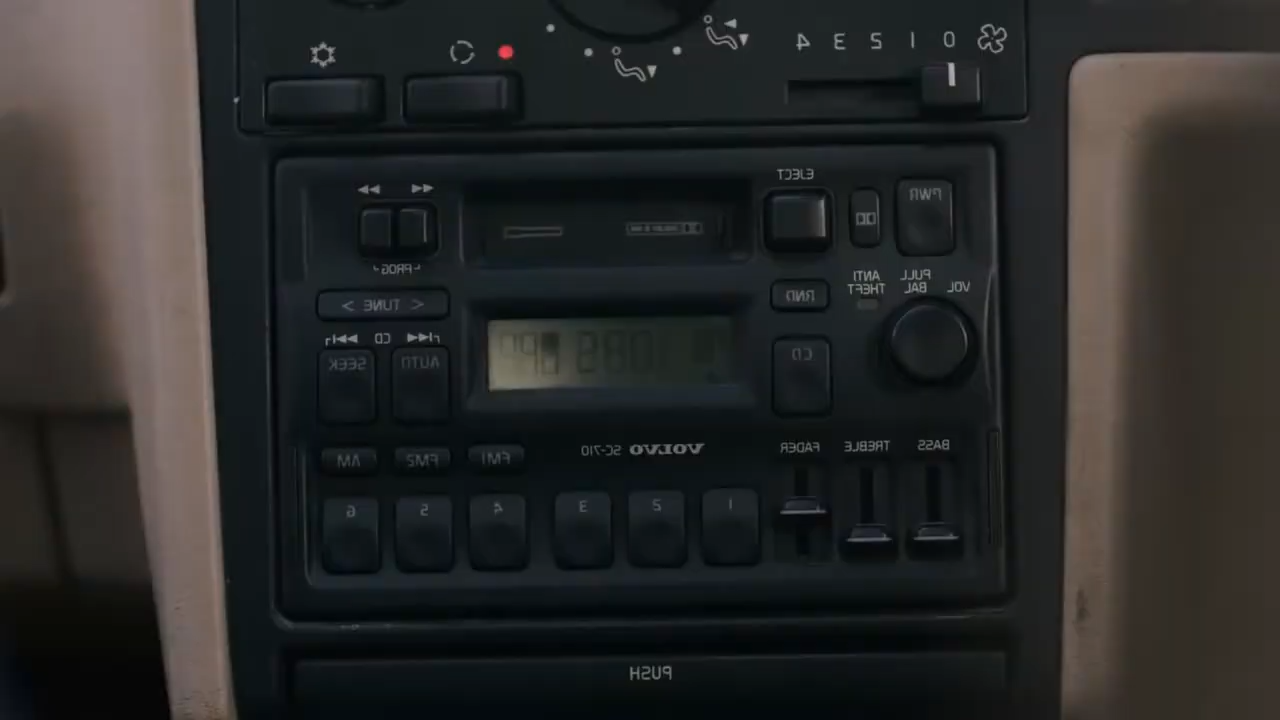 0 1 2 3 4
EJECT
PWR
PROG
ANTI THEFT
PULL BAL
VOL
RND
< TUNE >
CD
SEEK
AUTO
CD
VOLVO SC-710
FADER
TREBLE
BASS
FM1
FM2
AM
1 2 3 4 5 6
PUSH